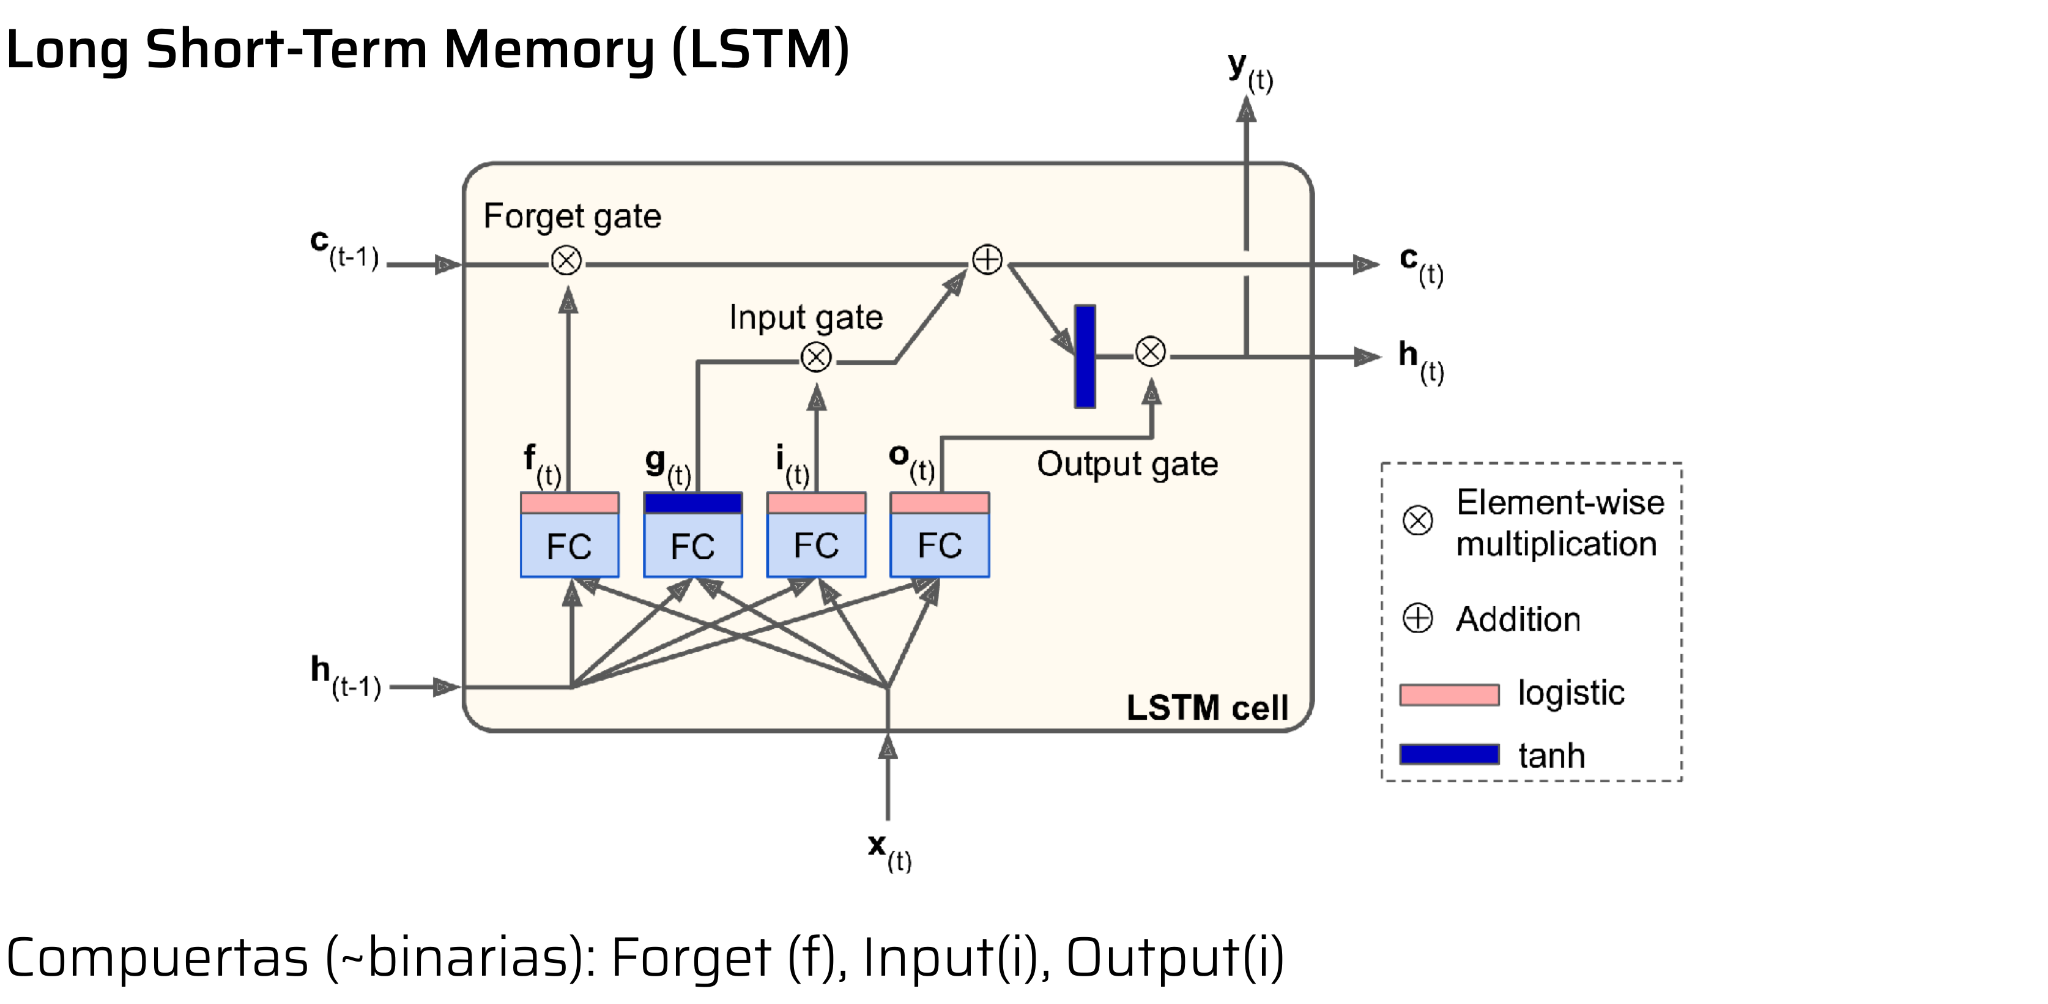 Long Short-Term Memory (LSTM)
y(t)
Forget gate
c(t-1)
c(t)
Input gate
h(t)
f(t)
g(t)
i(t)
o(t)
Output gate
FC
FC
FC
FC
h(t-1)
LSTM cell
x(t)
Element-wise
multiplication
Addition
logistic
tanh
Compuertas (~binarias): Forget (f), Input(i), Output(i)